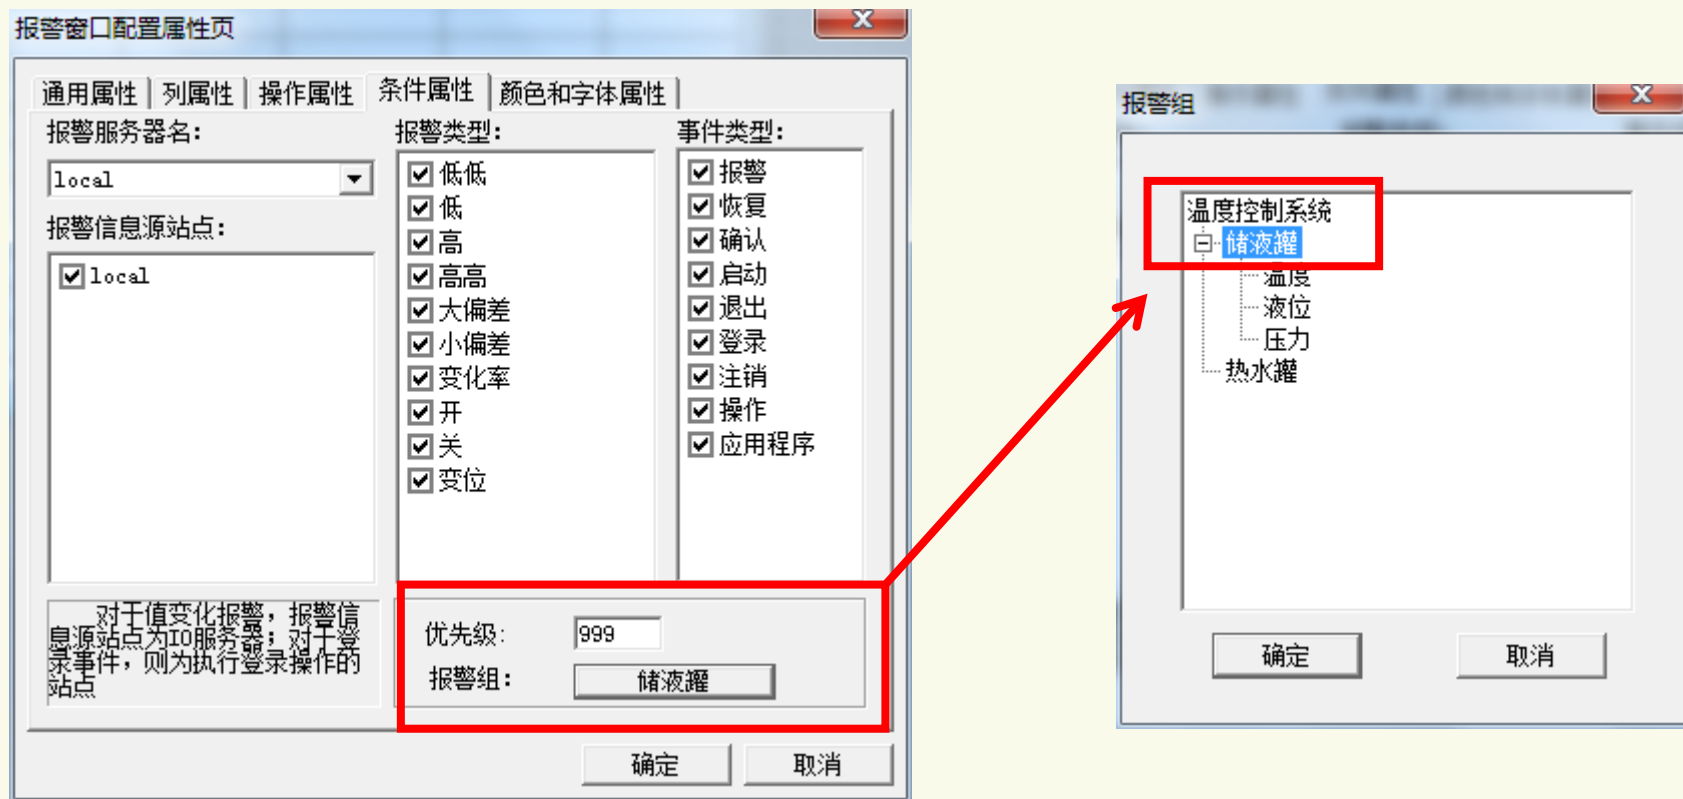 报警窗口配置属性页
通用属性 列属性 操作属性 条件属性 颜色和字体属性
报警服务器名：
local
报警信息源站点：
local
对于值变化报警，报警信
息源站点为IO服务器；对于登
录事件，则为执行登录操作的
站点
报警类型：
低低
低
高
高高
大偏差
小偏差
变化率
开
关
变位
事件类型：
报警
恢复
确认
启动
退出
登录
注销
操作
应用程序
优先级:
999
报警组：
储液罐
确定 取消
报警组
温度控制系统
储液罐
温度
液位
压力
热水罐
确定 取消